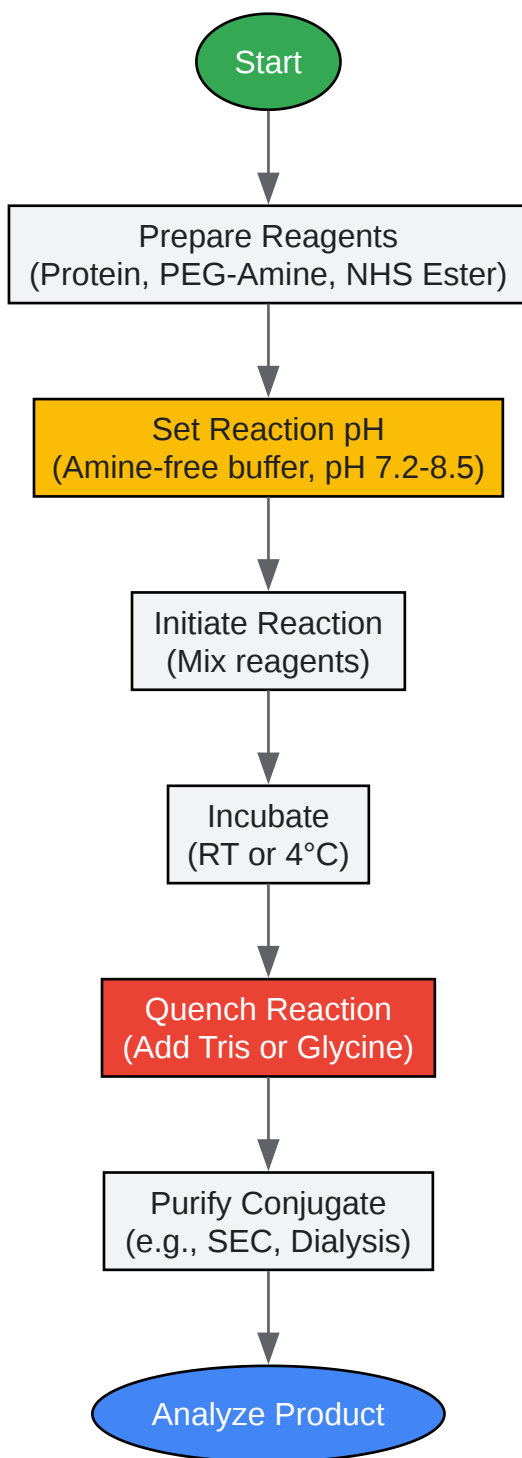 Start
Prepare Reagents
(Protein, PEG-Amine, NHS Ester)
Set Reaction pH
(Amine-free buffer, pH 7.2-8.5)
Initiate Reaction
(Mix reagents)
Incubate
(RT or 4°C)
Quench Reaction
(Add Tris or Glycine)
Purify Conjugate
(e.g., SEC, Dialysis)
Analyze Product